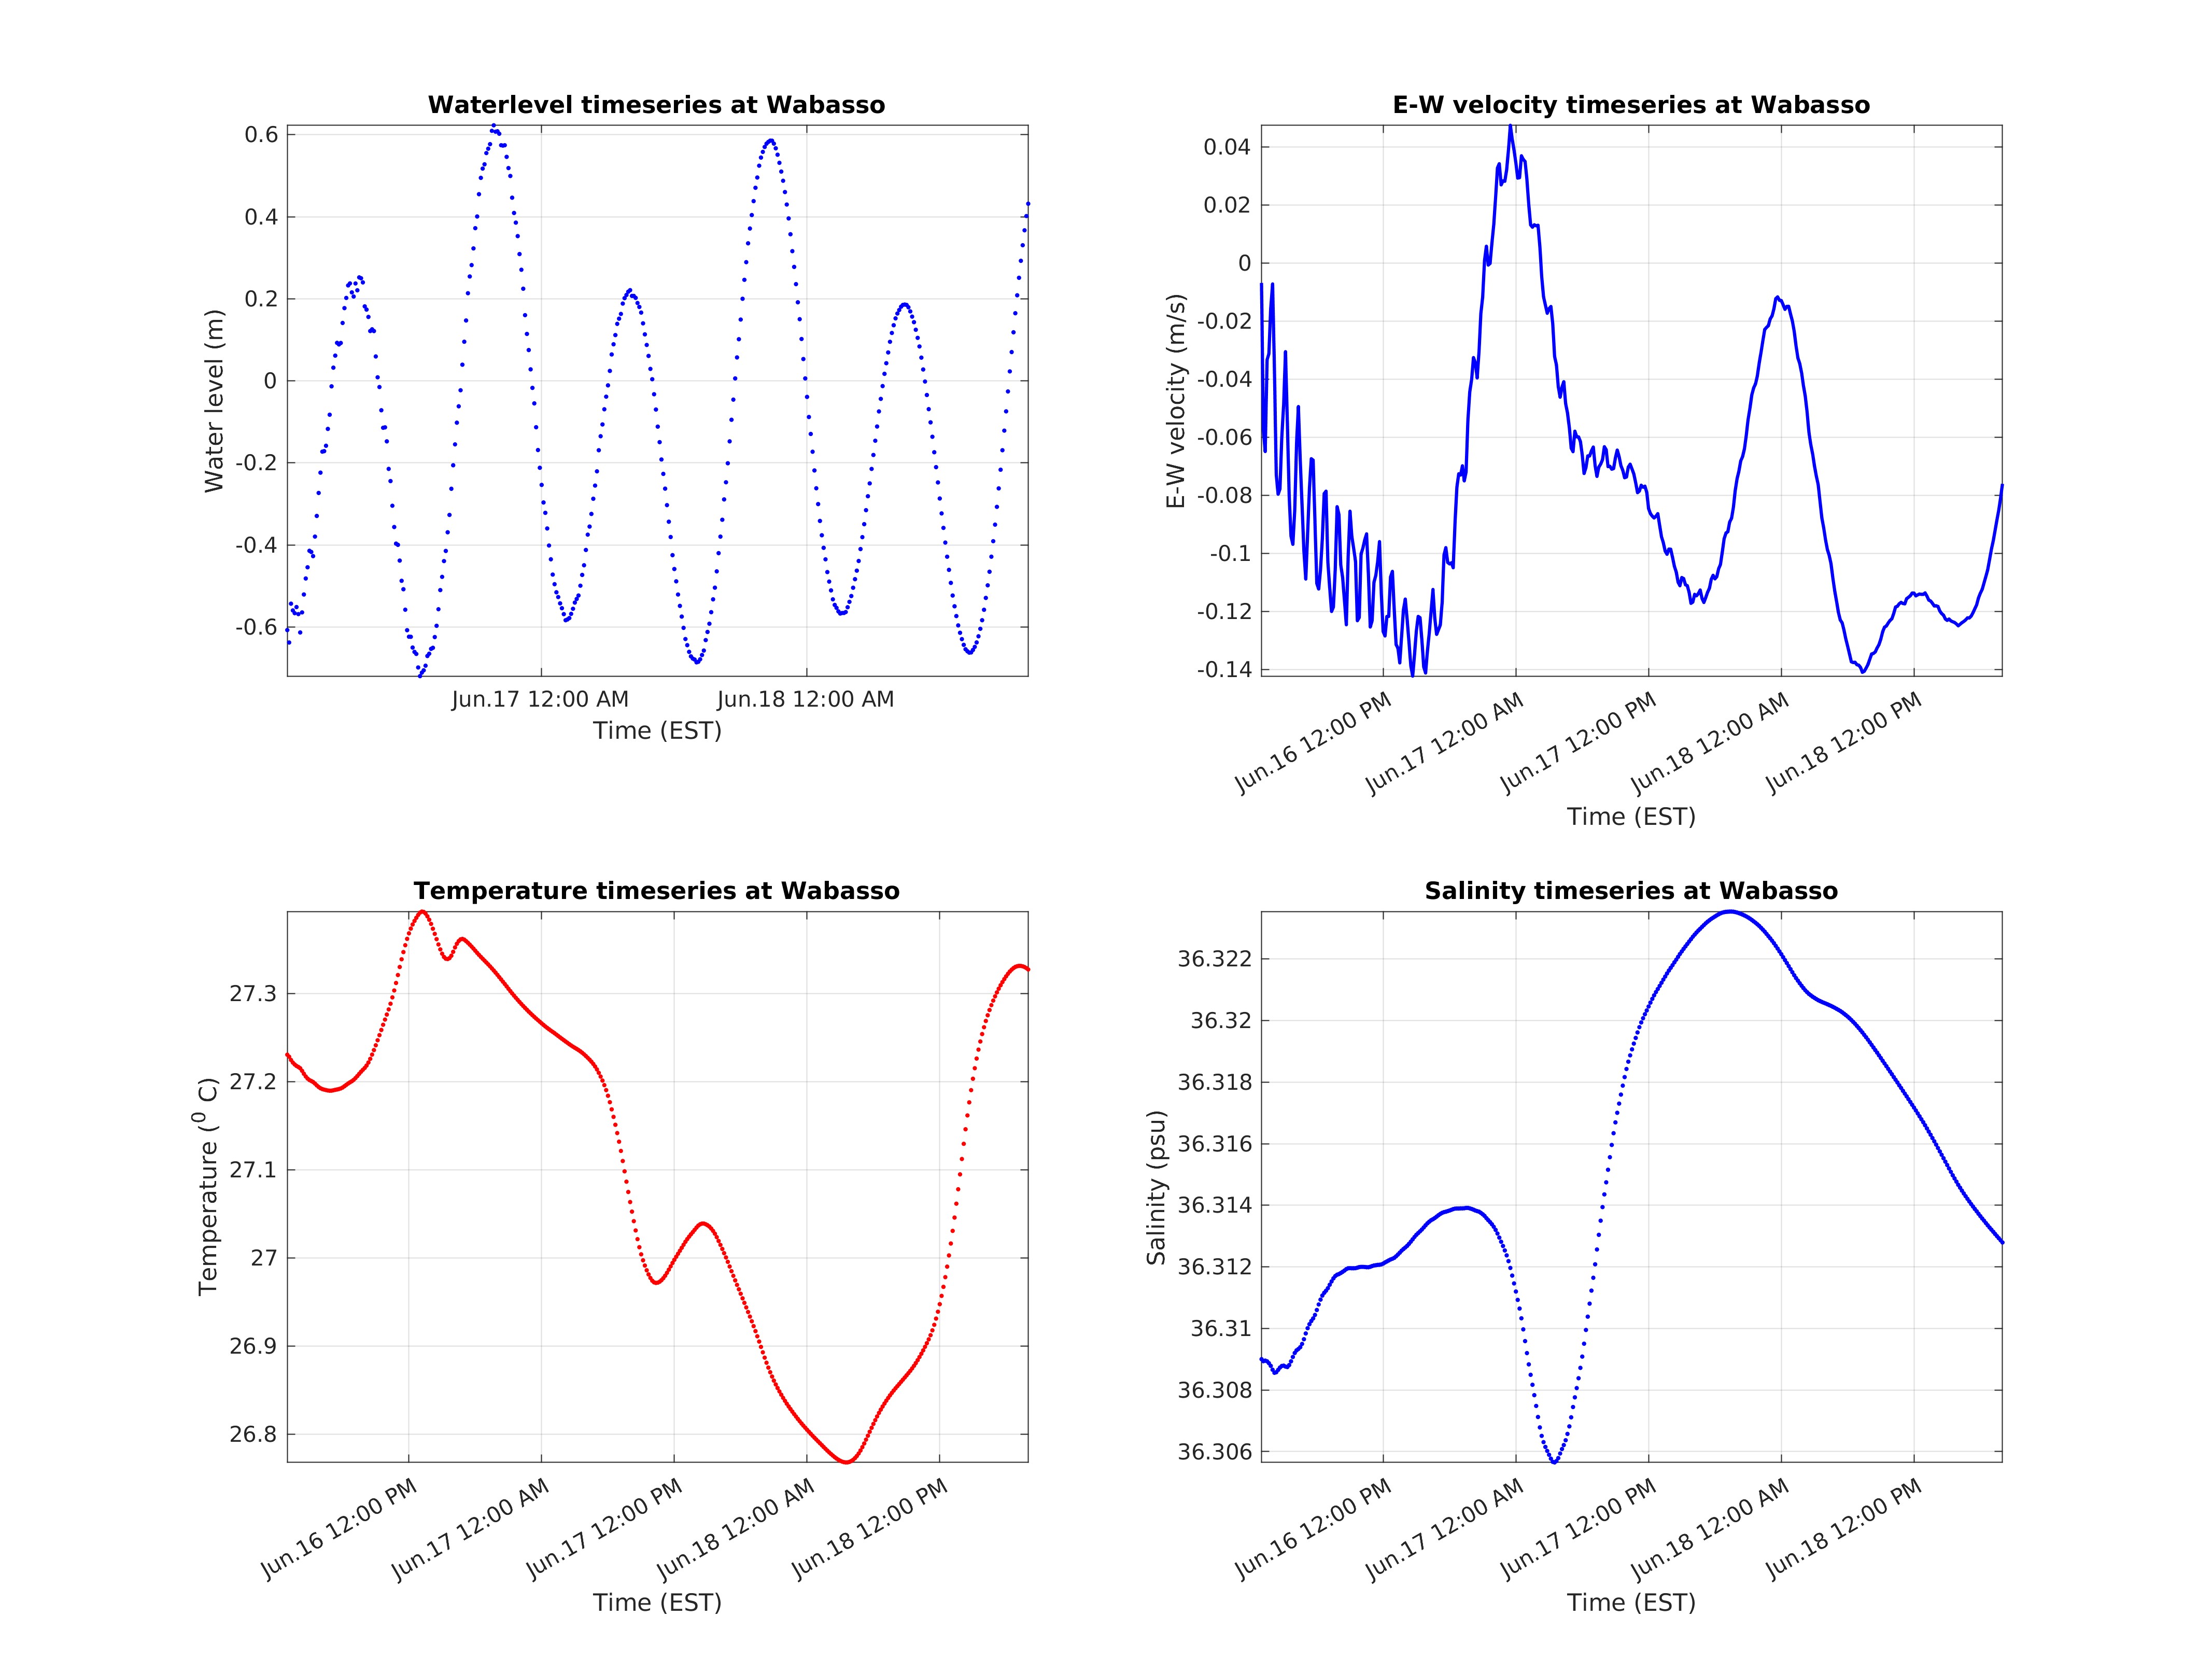 Waterlevel timeseries at Wabasso
0.6
0.4
0.2
0
-0.2
-0.4
-0.6
Water level (m)
Jun.17 12:00 AM
Jun.18 12:00 AM
Time (EST)
E-W velocity timeseries at Wabasso
0.04
0.02
0
-0.02
-0.04
-0.06
-0.08
-0.1
-0.12
-0.14
E-W velocity (m/s)
Jun.16 12:00 PM
Jun.17 12:00 AM
Jun.17 12:00 PM
Jun.18 12:00 AM
Jun.18 12:00 PM
Time (EST)
Temperature timeseries at Wabasso
27.3
27.2
27.1
27
26.9
26.8
Temperature (⁰ C)
Jun.16 12:00 PM
Jun.17 12:00 AM
Jun.17 12:00 PM
Jun.18 12:00 AM
Jun.18 12:00 PM
Time (EST)
Salinity timeseries at Wabasso
36.322
36.32
36.318
36.316
36.314
36.312
36.31
36.308
36.306
Salinity (psu)
Jun.16 12:00 PM
Jun.17 12:00 AM
Jun.17 12:00 PM
Jun.18 12:00 AM
Jun.18 12:00 PM
Time (EST)